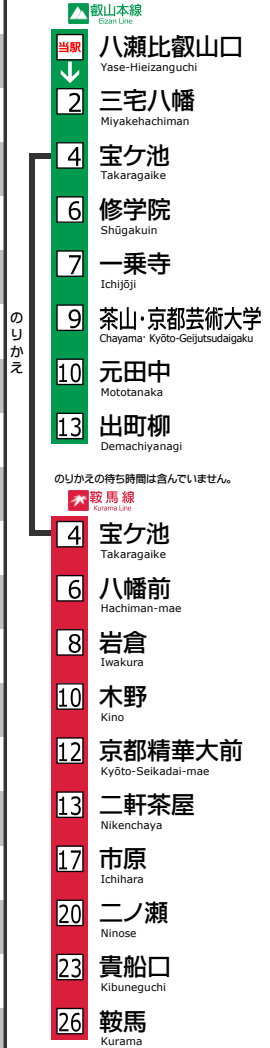 叡山本線
Eizan Line
当駅
八瀬比叡山口
Yase-Hieizanguchi
2
三宅八幡
Miyakehachiman
4
宝ケ池
Takaragaike
6
修学院
Shūgakuin
7
一乗寺
Ichijōji
9
茶山・京都芸術大学
Chayama･Kyōto-Geijutsudaigaku
10
元田中
Mototanaka
13
出町柳
Demachiyanagi
のりかえ
のりかえの待ち時間は含んでいません。
鞍馬線
Kurama Line
4
宝ケ池
Takaragaike
6
八幡前
Hachiman-mae
8
岩倉
Iwakura
10
木野
Kino
12
京都精華大前
Kyōto-Seikadai-mae
13
二軒茶屋
Nikenchaya
17
市原
Ichihara
20
二ノ瀬
Ninose
23
貴船口
Kibuneguchi
26
鞍馬
Kurama